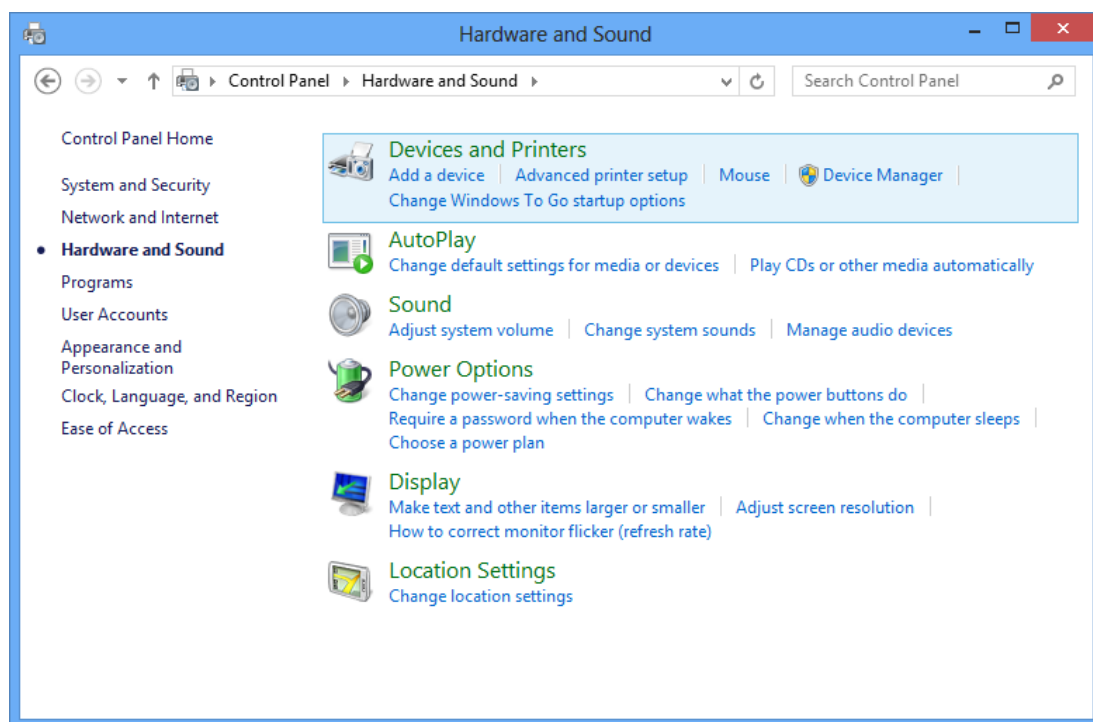 Hardware and Sound
Control Panel Hardware and Sound
Search Control Panel
Control Panel Home
System and Security
Network and Internet
Hardware and Sound
Programs
User Accounts
Appearance and
Personalization
Clock, Language, and Region
Ease of Access
Devices and Printers
Add a device Advanced printer setup Mouse Device Manager
Change Windows To Go startup options
AutoPlay
Change default settings for media or devices Play CDs or other media automatically
Sound
Adjust system volume Change system sounds Manage audio devices
Power Options
Change power-saving settings Change what the power buttons do
Require a password when the computer wakes Change when the computer sleeps
Choose a power plan
Display
Make text and other items larger or smaller Adjust screen resolution
How to correct monitor flicker (refresh rate)
Location Settings
Change location settings